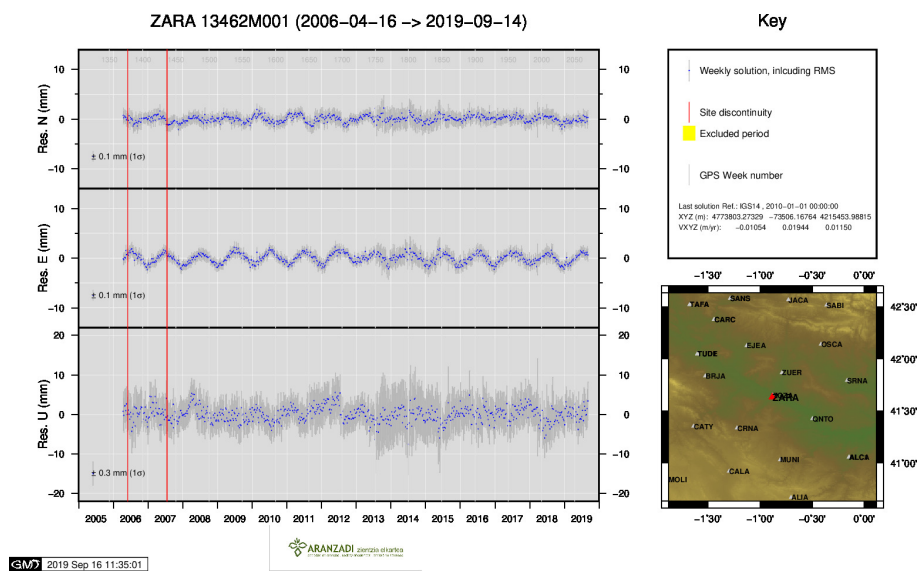 ZARA 13462M001 (2006−04−16 −> 2019−09−14)
Key
1350 1400 1450 1500 1550 1600 1650 1700 1750 1800 1850 1900 1950 2000 2050
Res. N (mm)
10 10
0 0
−10 −10
± 0.1 mm (1σ)
Res. E (mm)
10 10
0 0
−10 −10
± 0.1 mm (1σ)
Res. U (mm)
20 20
10 10
0 0
−10 −10
−20 −20
± 0.3 mm (1σ)
2005 2006 2007 2008 2009 2010 2011 2012 2013 2014 2015 2016 2017 2018 2019
Weekly solution, inlcuding RMS
Site discontinuity
Excluded period
GPS Week number
Last solution Ref.: IGS14 , 2010−01−01 00:00:00
XYZ (m): 4773803.27329 −73506.16764 4215453.98815
VXYZ (m/yr): −0.01054 0.01944 0.01150
−1˚30' −1˚00' −0˚30' 0˚00'
TAFA SANS JACA SABI
42˚30'
CARC
EJEA OSCA
TUDE
42˚00'
BRJA ZUER SRNA
ZARA
41˚30'
CATY CRNA QNTO
CALA MUNI ALCA
41˚00'
MOLI ALIA
−1˚30' −1˚00' −0˚30' 0˚00'
ARANZADI zientzia elkartea
GMT 2019 Sep 16 11:35:01